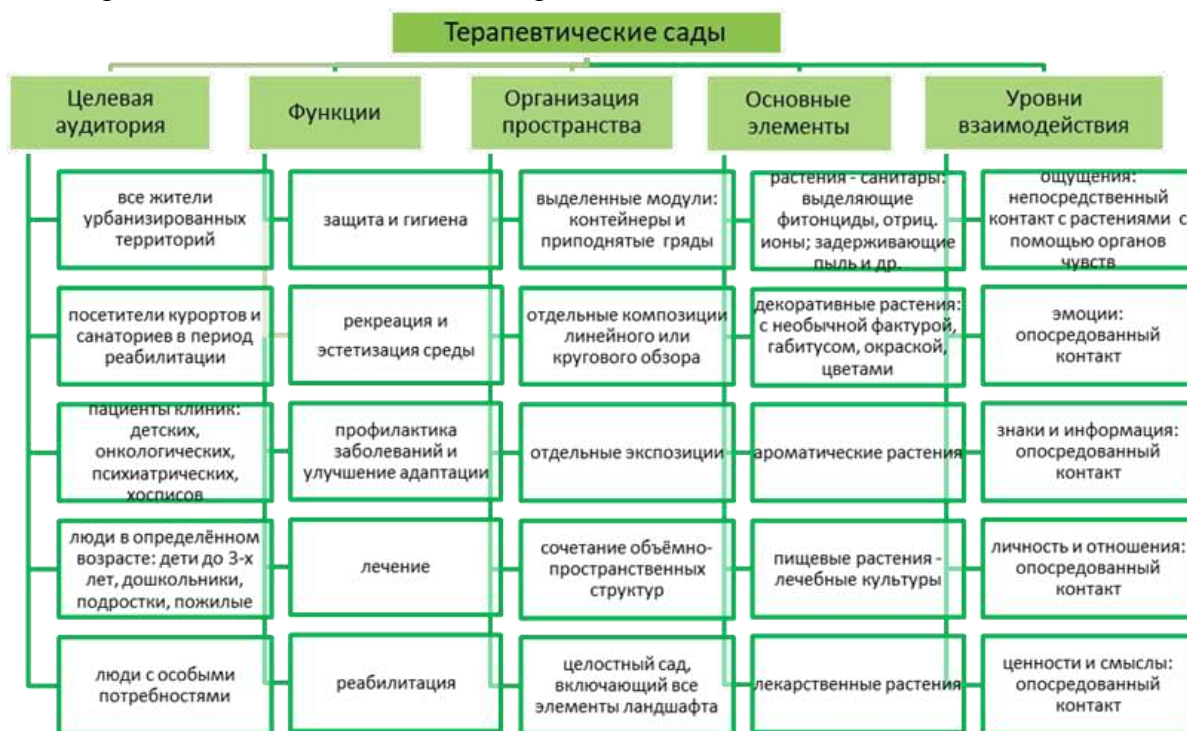 Терапевтические сады
Целевая
аудитория
все жители
урбанизированных
территорий
посетители курортов и
санаториев в период
реабилитации
пациенты клиник:
детских,
онкологических,
психиатрических,
хосписов
люди в определённом
возрасте: дети до 3-х
лет, дошкольники,
подростки, пожилые
люди с особыми
потребностями
Функции
защита и гигиена
рекреация и
эстетизация среды
профилактика
заболеваний и
улучшение адаптации
лечение
реабилитация
Организация
пространства
выделенные модули:
контейнеры и
приподнятые гряды
отдельные композиции
линейного или
кругового обзора
отдельные экспозиции
сочетание объёмно-
пространственных
структур
целостный сад,
включающий все
элементы ландшафта
Основные
элементы
растения - санитары:
выделяющие
фитонциды, отриц.
ионы; задерживающие
пыль и др.
декоративные растения:
с необычной фактурой,
габитусом, окраской,
цветами
ароматические растения
пищевые растения -
лечебные культуры
лекарственные растения
Уровни
взаимодействия
ощущения:
непосредственный
контакт с растениями с
помощью органов
чувств
эмоции:
опосредованный
контакт
знаки и информация:
опосредованный
контакт
личность и отношения:
опосредованный
контакт
ценности и смыслы:
опосредованный
контакт